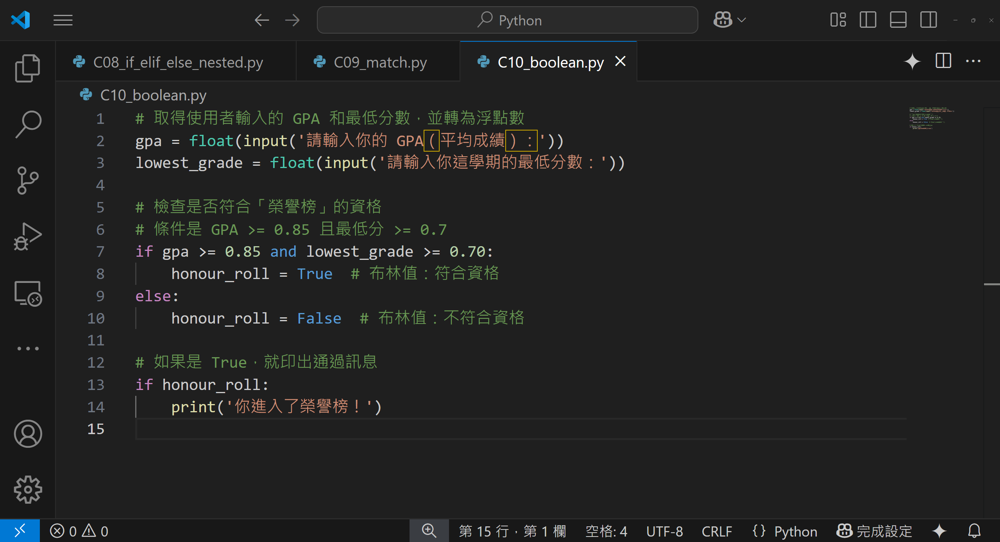 Python
C08_if_elif_else_nested.py
C09_match.py
C10_boolean.py
C10_boolean.py
1 # 取得使用者輸入的 GPA 和最低分數，並轉為浮點數
2 gpa = float(input('請輸入你的 GPA（平均成績）：'))
3 lowest_grade = float(input('請輸入你這學期的最低分數：'))
4
5 # 檢查是否符合「榮譽榜」的資格
6 # 條件是 GPA >= 0.85 且最低分 >= 0.7
7 if gpa >= 0.85 and lowest_grade >= 0.70:
8     honour_roll = True  # 布林值：符合資格
9 else:
10     honour_roll = False  # 布林值：不符合資格
11
12 # 如果是 True，就印出通過訊息
13 if honour_roll:
14     print('你進入了榮譽榜！')
15
0 0 第 15 行，第 1 欄 空格: 4 UTF-8 CRLF {} Python 完成設定